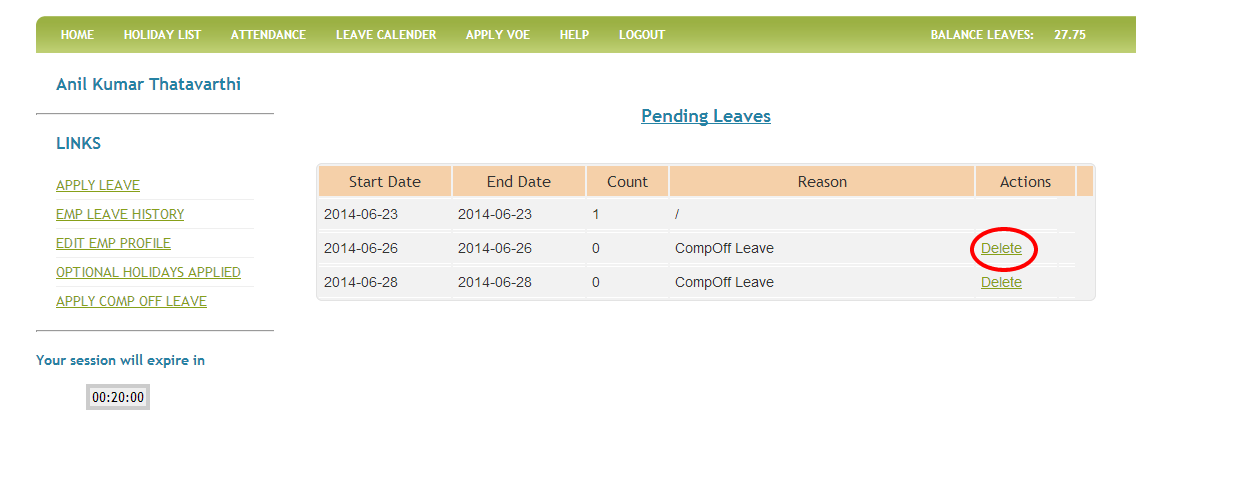 HOME HOLIDAY LIST ATTENDANCE LEAVE CALENDER APPLY VOE HELP LOGOUT BALANCE LEAVES: 27.75
Anil Kumar Thatavarthi
LINKS
APPLY LEAVE
EMP LEAVE HISTORY
EDIT EMP PROFILE
OPTIONAL HOLIDAYS APPLIED
APPLY COMP OFF LEAVE
Your session will expire in
00:20:00
Pending Leaves
Start Date End Date Count Reason Actions
2014-06-23 2014-06-23 1 /
2014-06-26 2014-06-26 0 CompOff Leave Delete
2014-06-28 2014-06-28 0 CompOff Leave Delete